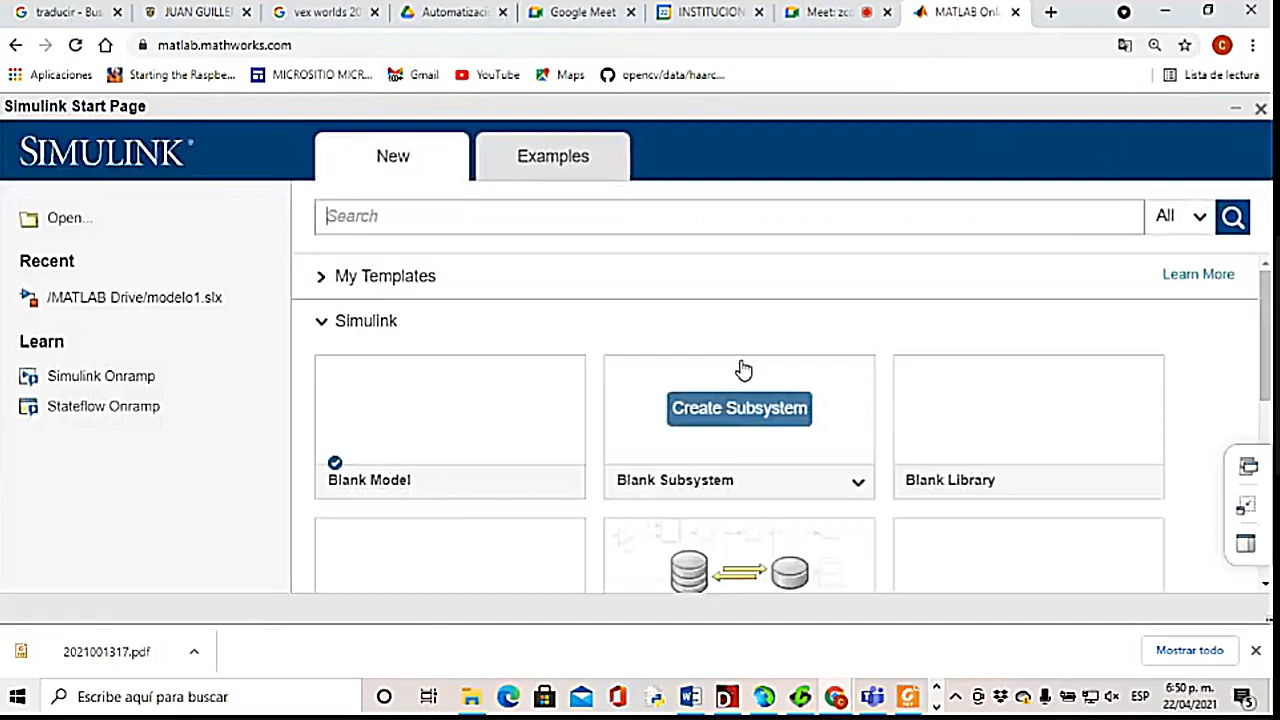 traducir - Bus
JUAN GUILLE
vex worlds 20
Automatizaci
Google Meet
INSTITUCION
Meet: zc
MATLAB Onl
matlab.mathworks.com
Aplicaciones
Starting the Raspbe...
MICROSITIO MICR...
Gmail
YouTube
Maps
opencv/data/haarc...
Lista de lectura
Simulink Start Page
SIMULINK®
New
Examples
Open...
Search
All
Recent
My Templates
Learn More
/MATLAB Drive/modelo1.slx
Simulink
Learn
Simulink Onramp
Stateflow Onramp
Create Subsystem
Blank Model
Blank Subsystem
Blank Library
2021001317.pdf
Mostrar todo
Escribe aquí para buscar
ESP
6:50 p. m.
22/04/2021
5